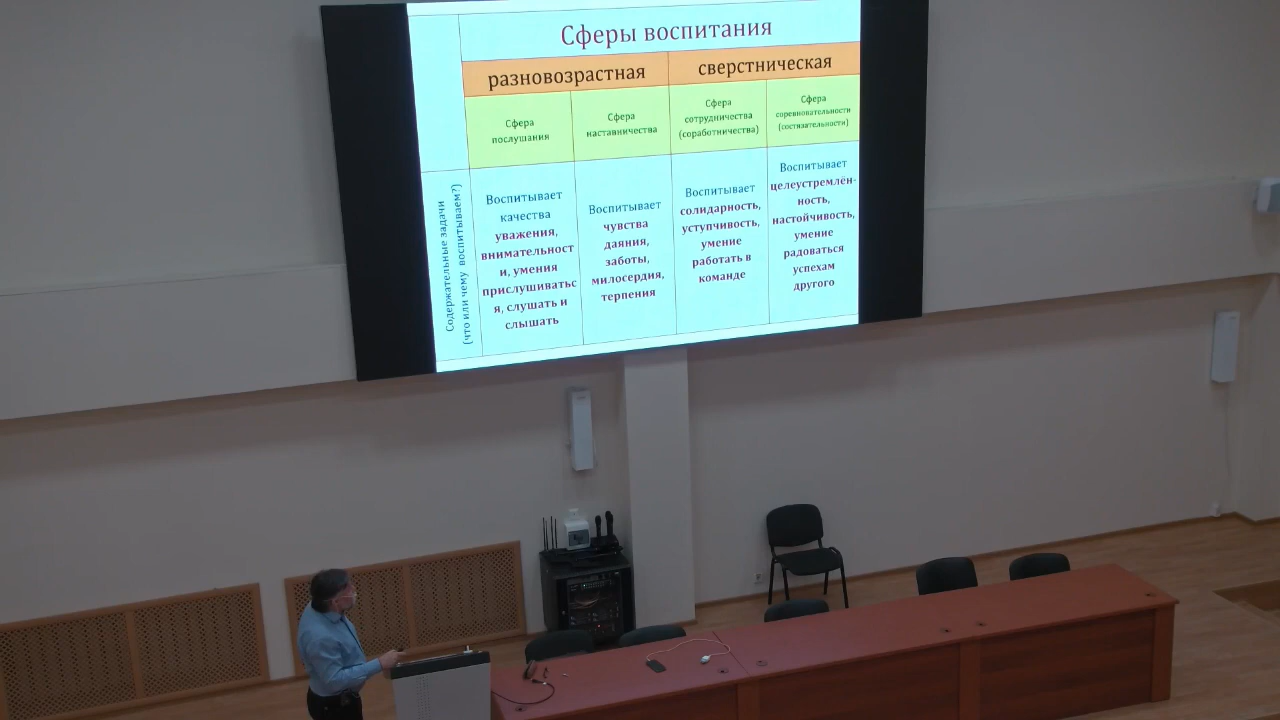 Сферы воспитания
разновозрастная
сверстническая
Сфера
послушания
Сфера
наставничества
Сфера
сотрудничества
(соработничества)
Сфера
соревновательности
(состязательности)
Содержательные задачи
(что или чему воспитываем?)
Воспитывает
качества
уважения,
внимательност
и, умения
прислушиватьс
я, слушать и
слышать
Воспитывает
чувства
даяния,
заботы,
милосердия,
терпения
Воспитывает
солидарность,
уступчивость,
умение
работать в
команде
Воспитывает
целеустремлён-
ность,
настойчивость,
умение
радоваться
успехам
другого